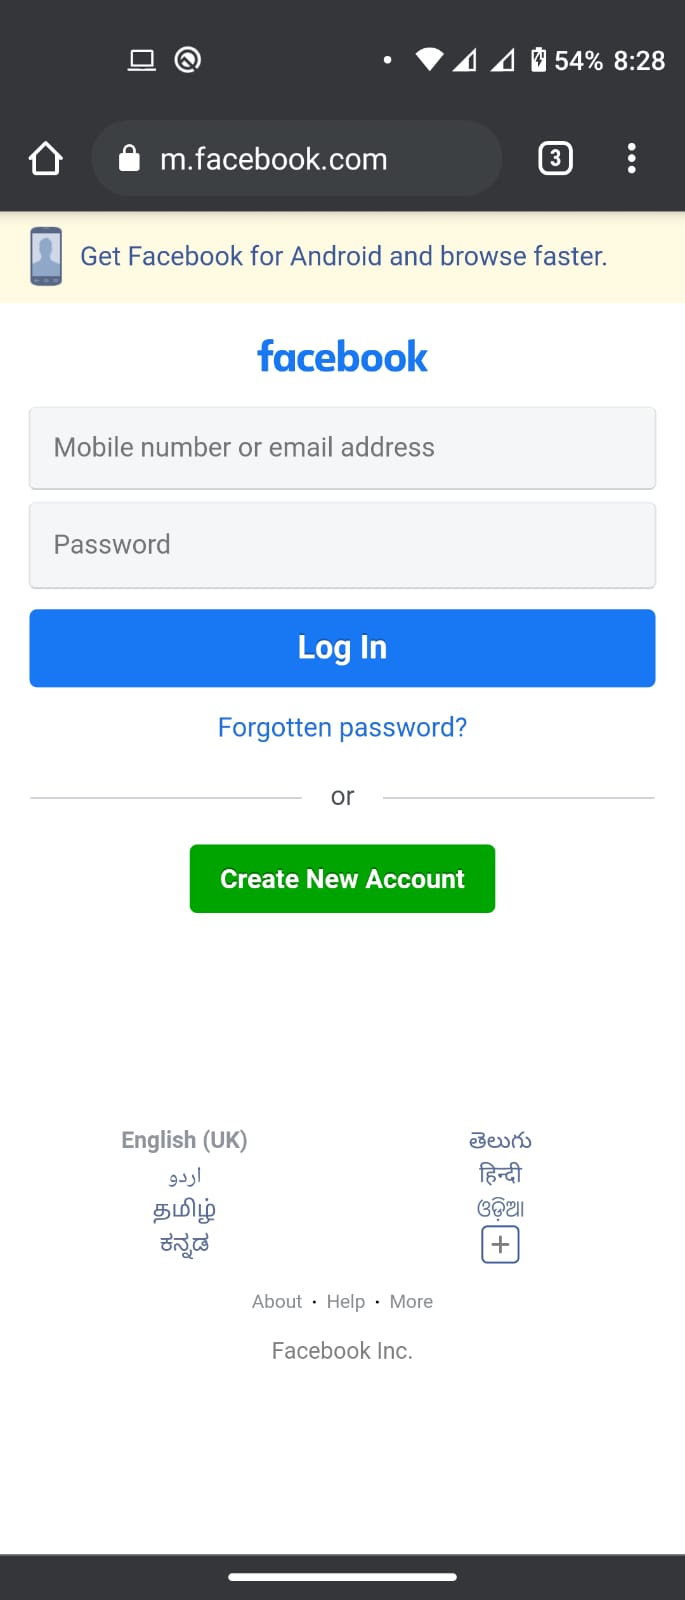 54% 8:28
m.facebook.com
3
Get Facebook for Android and browse faster.
facebook
Mobile number or email address
Password
Log In
Forgotten password?
or
Create New Account
English (UK)
తెలుగు
اردو
हिन्दी
தமிழ்
ଓଡ଼ିଆ
ಕನ್ನಡ
+
About · Help · More
Facebook Inc.